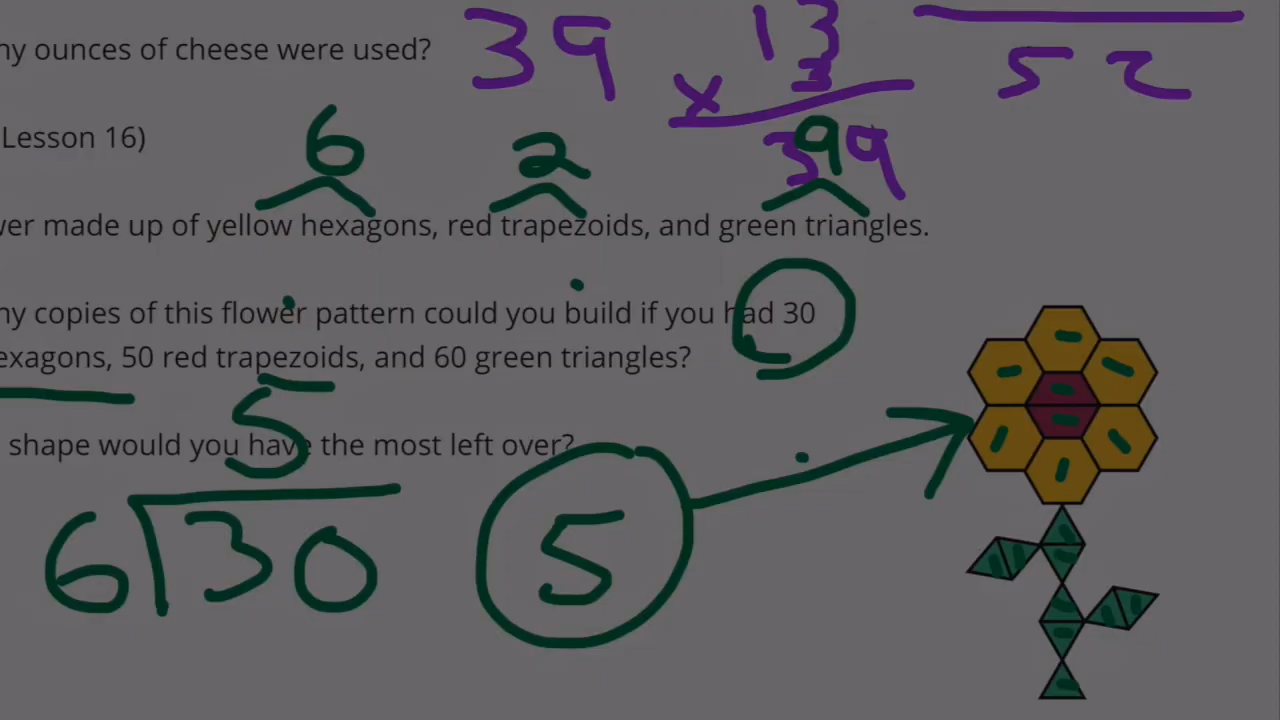 ny ounces of cheese were used? 39
13
x 3
39
52
Lesson 16)
6 2 9
wer made up of yellow hexagons, red trapezoids, and green triangles.
ny copies of this flower pattern could you build if you had 30
exagons, 50 red trapezoids, and 60 green triangles?
shape would you have the most left over?
5
6 30 5